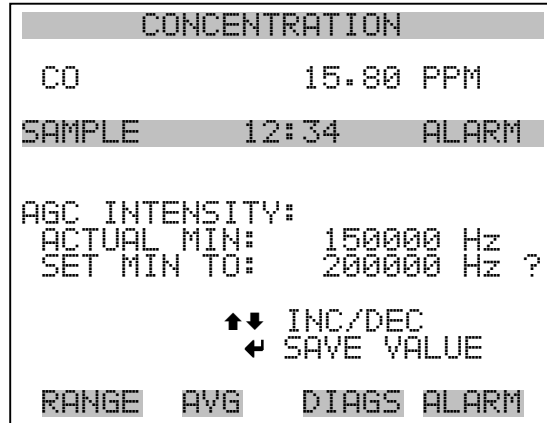 CONCENTRATION
CO 15.80 PPM
SAMPLE 12:34 ALARM
AGC INTENSITY:
ACTUAL MIN: 150000 Hz
SET MIN TO: 200000 Hz ?
INC/DEC
SAVE VALUE
RANGE AVG DIAGS ALARM